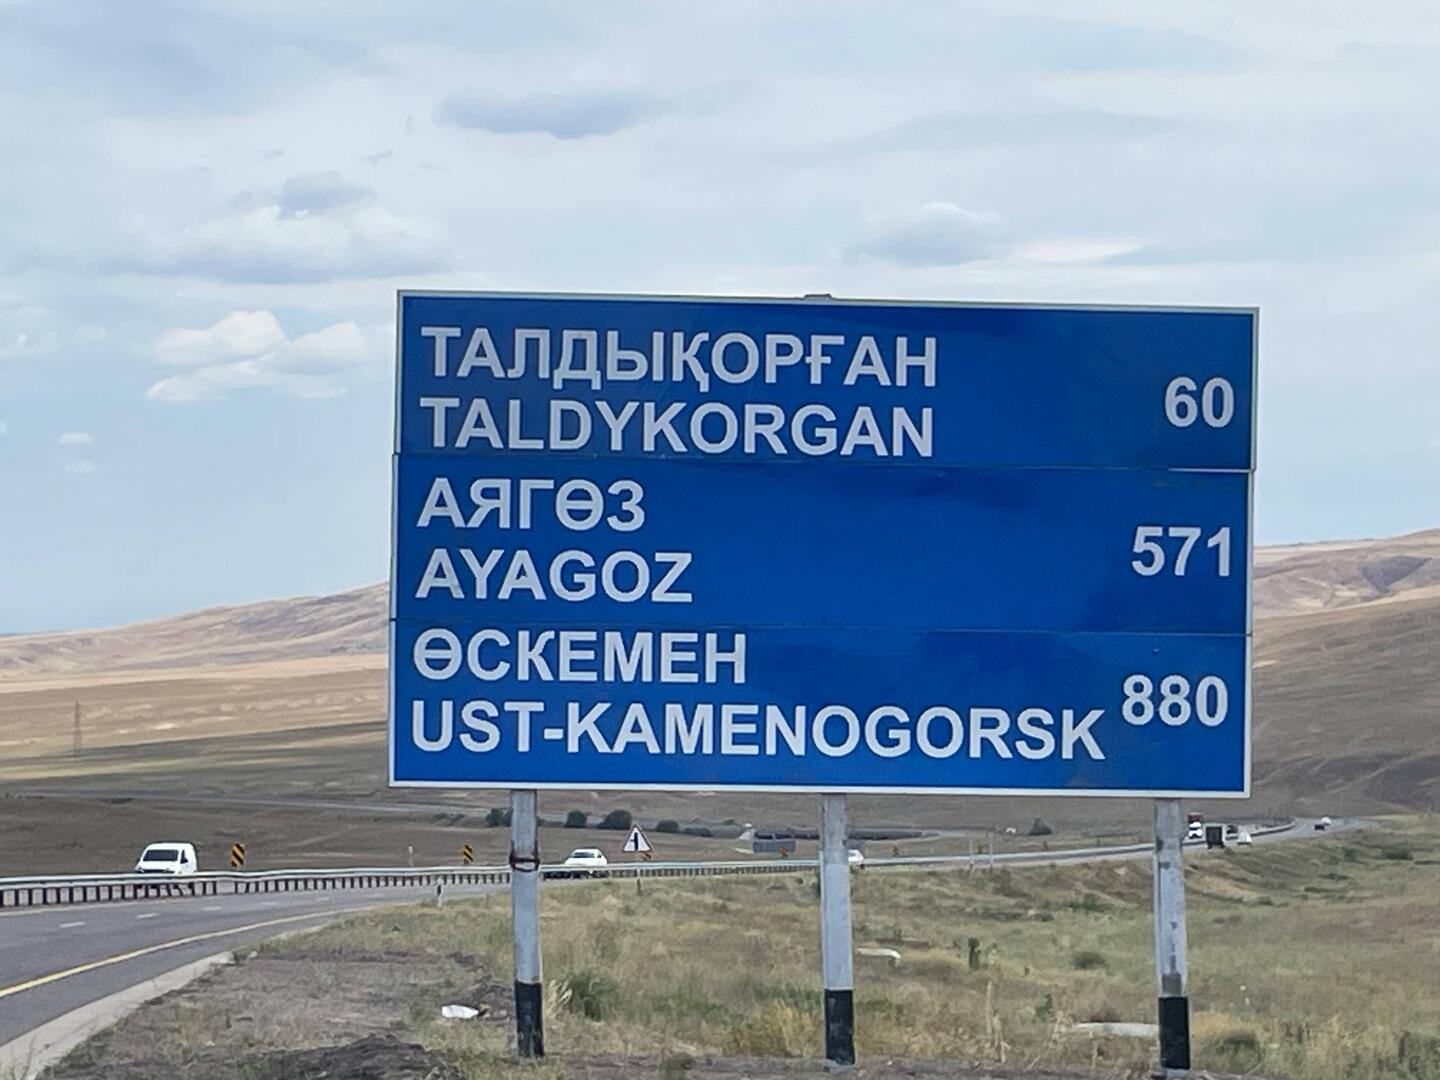 ТАЛДЫҚОРҒАН
TALDYKORGAN
60
АЯГӨЗ
AYAGOZ
571
ӨСКЕМЕН
UST-KAMENOGORSK
880